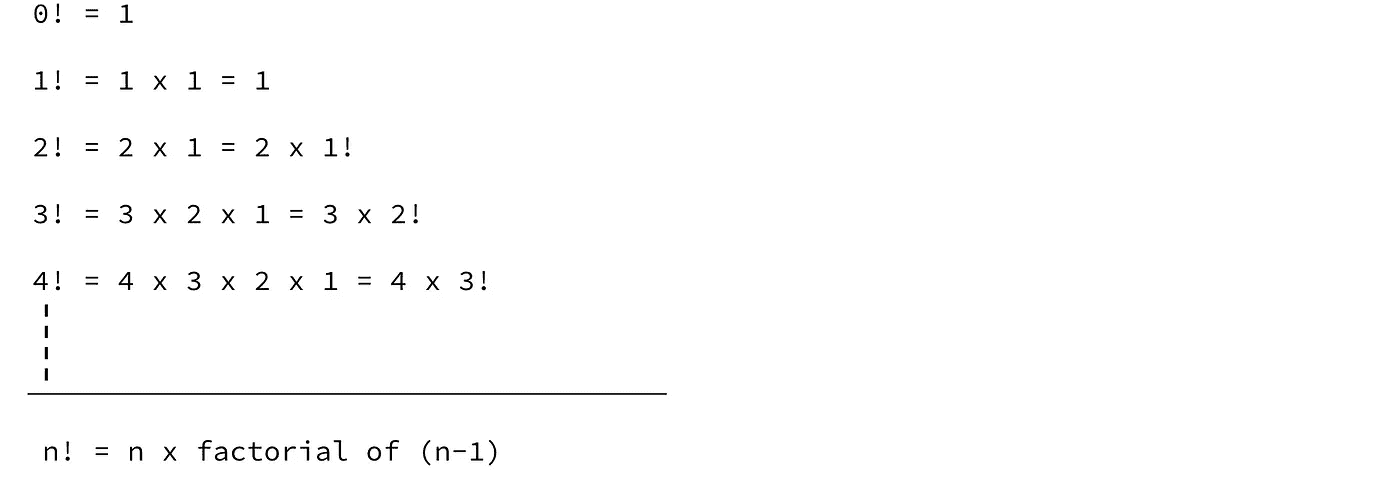 0! = 1
1! = 1 x 1 = 1
2! = 2 x 1 = 2 x 1!
3! = 3 x 2 x 1 = 3 x 2!
4! = 4 x 3 x 2 x 1 = 4 x 3!
n! = n x factorial of (n-1)